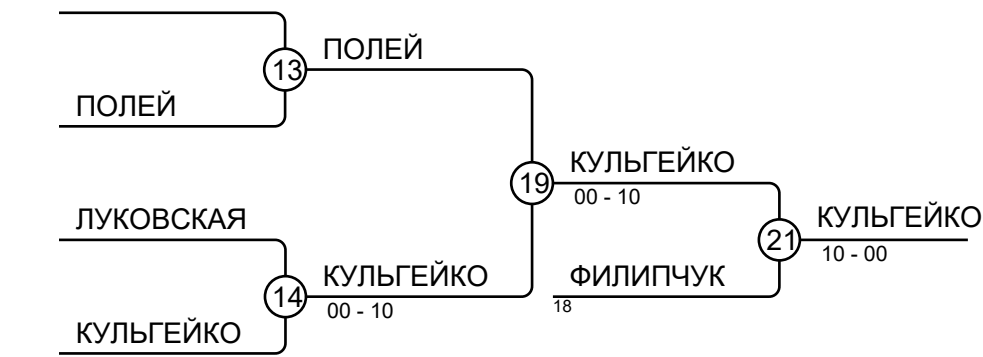 ПОЛЕЙ
13
ПОЛЕЙ
КУЛЬГЕЙКО
19
00 - 10
ЛУКОВСКАЯ
КУЛЬГЕЙКО
21
10 - 00
КУЛЬГЕЙКО
14
00 - 10
ФИЛИПЧУК
18
КУЛЬГЕЙКО